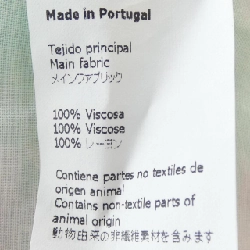 Made in Portugal
Tejido principal
Main fabric
メインファブリック
100% Viscosa
100% Viscose
100% レーヨン
Contiene partes no textiles de
origen animal
Contains non-textile parts of
animal origin
動物由来の非繊維素材を含みます